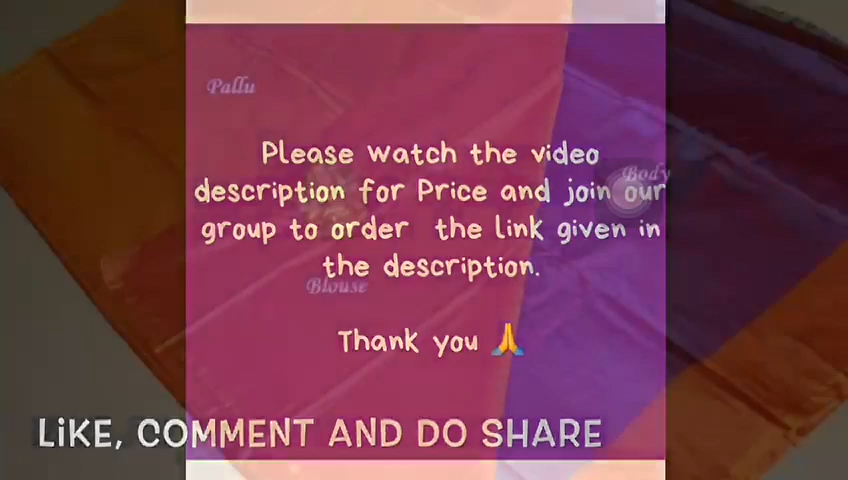 Pallu
Please watch the video
Body
description for Price and join our
group to order the link given in
the description.
Blouse
Thank you 🙏
LiKE, COMMENT AND DO SHARE